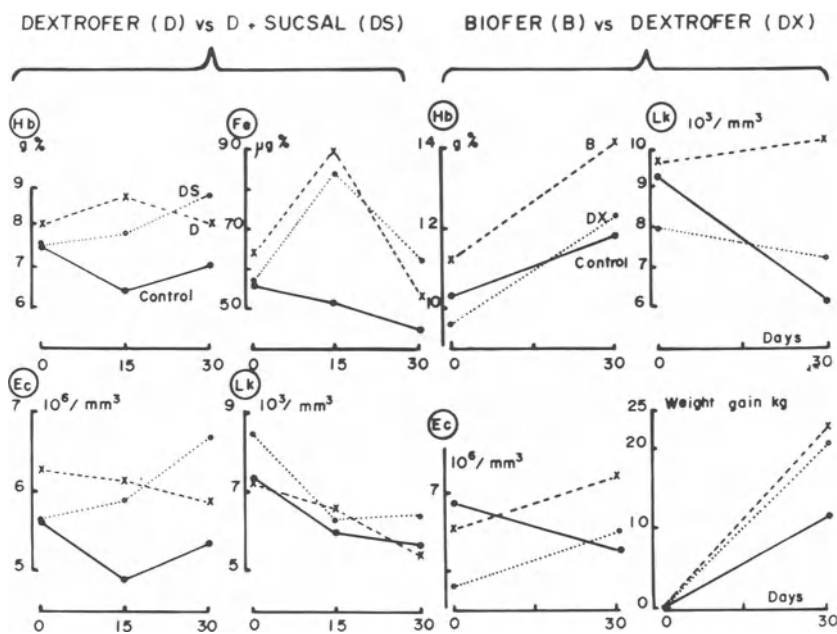 DEXTROFER (D) vs D + SUCSAL (DS)
BIOFER (B) vs DEXTROFER (DX)
Hb
g %
9
8
7
6
DS
D
Control
0 15 30
Fe
µg %
90
70
50
0 15 30
Hb
14 g %
12
10
B
DX
Control
0 30
Lk 10³/mm³
10
9
8
7
6
Days
0 30
Ec
10⁶/mm³
7
6
5
0 15 30
Lk
10³/mm³
9
7
5
0 15 30
Ec
10⁶/mm³
7
0 30
Weight gain kg
25
20
10
0
Days
0 30